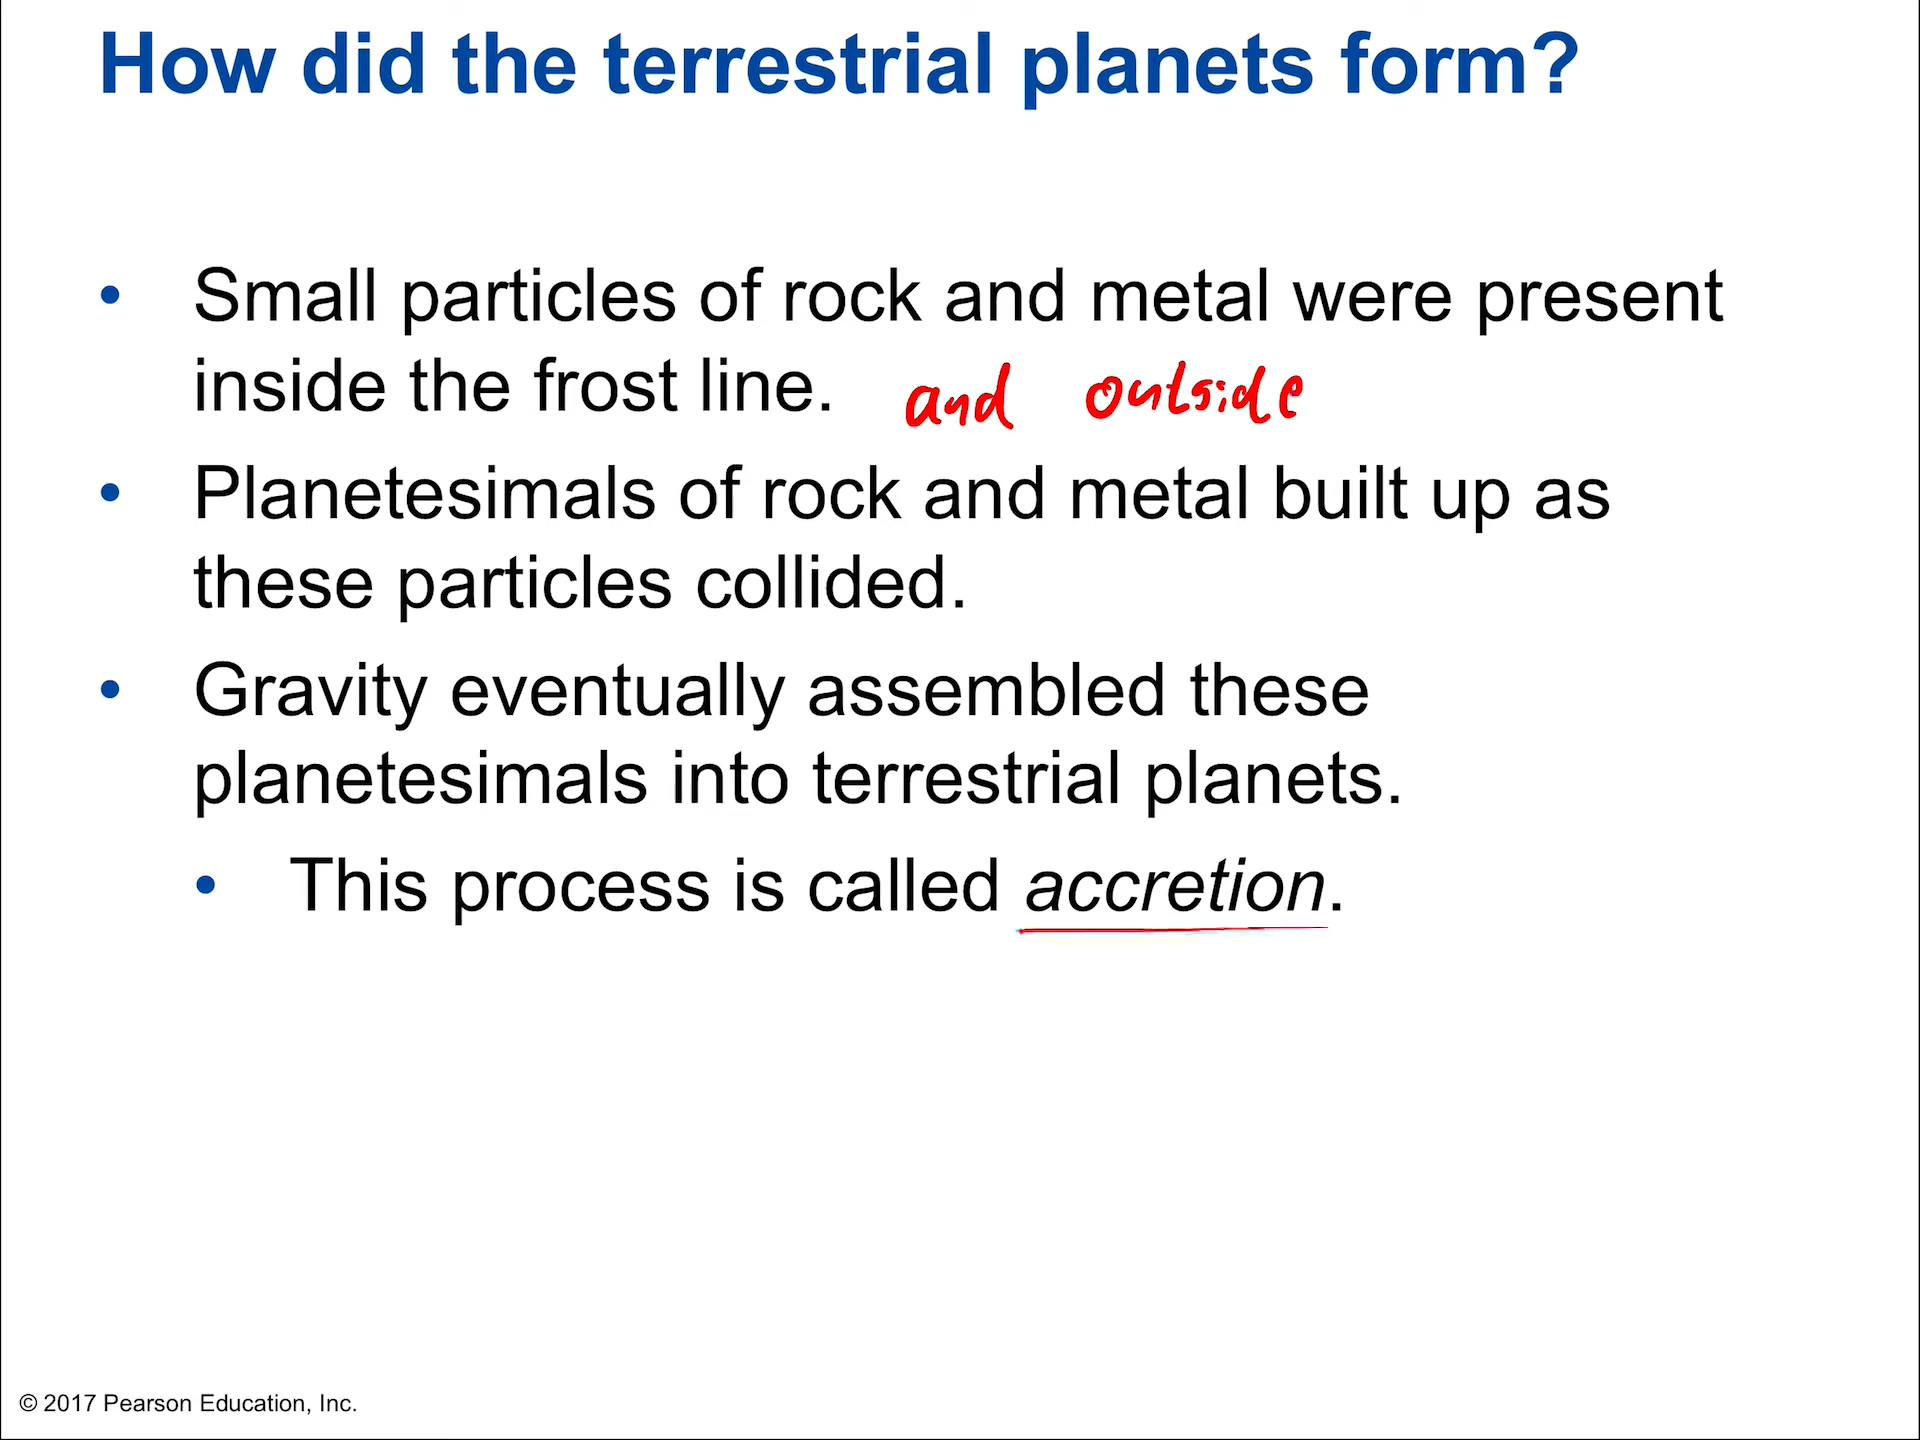 How did the terrestrial planets form?
• Small particles of rock and metal were present
inside the frost line. and outside
• Planetesimals of rock and metal built up as
these particles collided.
• Gravity eventually assembled these
planetesimals into terrestrial planets.
• This process is called accretion.
© 2017 Pearson Education, Inc.